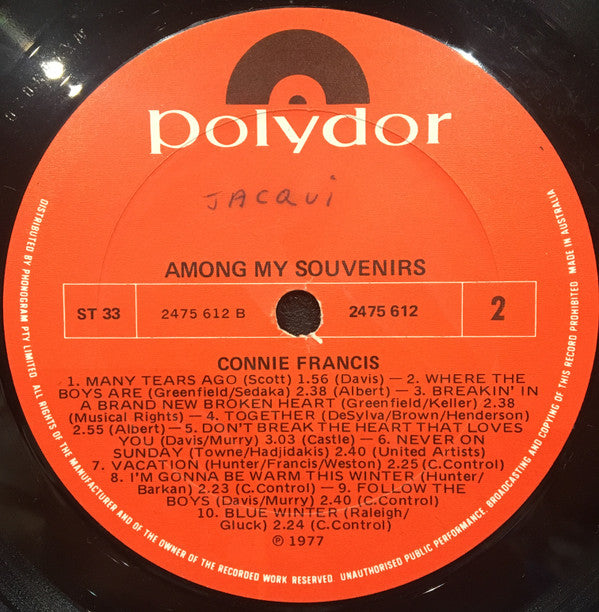 polydor
JACQUI
AMONG MY SOUVENIRS
ST 33
2475 612 B
2475 612
2
CONNIE FRANCIS
1. MANY TEARS AGO (Scott) 1.56 (Davis) — 2. WHERE THE
BOYS ARE (Greenfield/Sedaka) 2.38 (Albert) — 3. BREAKIN' IN
A BRAND NEW BROKEN HEART (Greenfield/Keller) 2.38
(Musical Rights) — 4. TOGETHER (DeSylva/Brown/Henderson)
2.55 (Albert) — 5. DON'T BREAK THE HEART THAT LOVES
YOU (Davis/Murry) 3.03 (Castle) — 6. NEVER ON
SUNDAY (Towne/Hadjidakis) 2.40 (United Artists)
7. VACATION (Hunter/Francis/Weston) 2.25 (C.Control)
8. I'M GONNA BE WARM THIS WINTER (Hunter/
Barkan) 2.23 (C.Control) — 9. FOLLOW THE
BOYS (Davis/Murry) 2.40 (C.Control)
10. BLUE WINTER (Raleigh/
Gluck) 2.24 (C.Control)
℗ 1977
DISTRIBUTED BY PHONOGRAM PTY LIMITED. ALL RIGHTS OF THE MANUFACTURER AND OF THE OWNER OF THE RECORDED WORK RESERVED. UNAUTHORISED PUBLIC PERFORMANCE, BROADCASTING AND COPYING OF THIS RECORD PROHIBITED. MADE IN AUSTRALIA